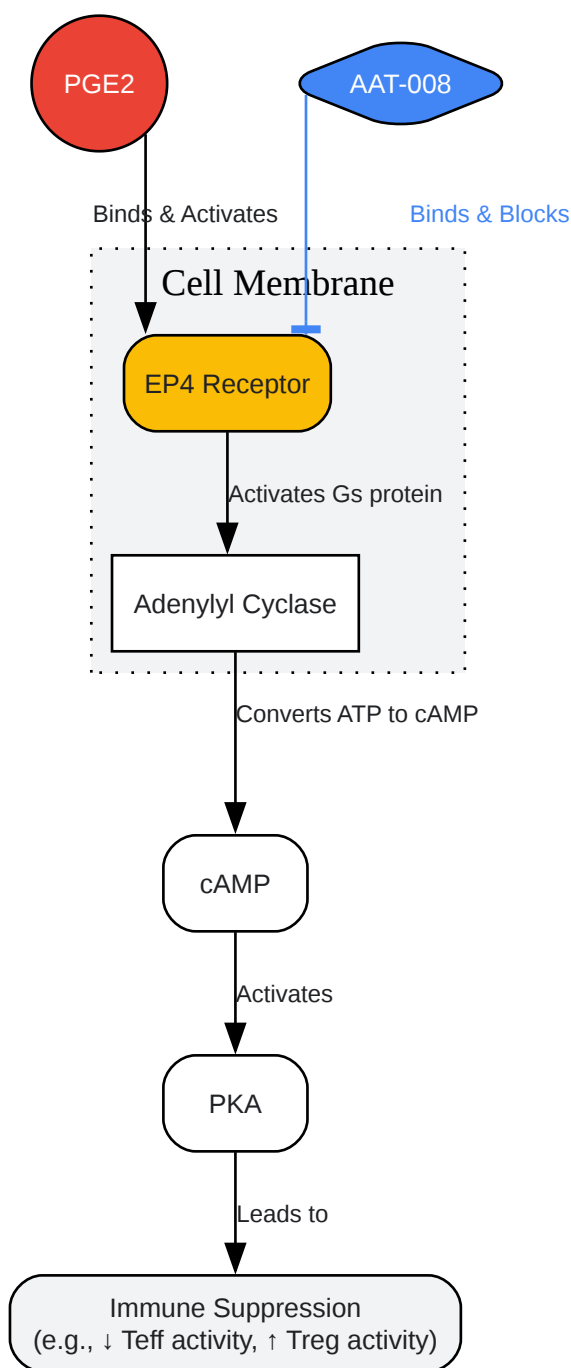 PGE2
AAT-008
Binds & Activates
Binds & Blocks
Cell Membrane
EP4 Receptor
Activates Gs protein
Adenylyl Cyclase
Converts ATP to cAMP
cAMP
Activates
PKA
Leads to
Immune Suppression
(e.g., ↓ Teff activity, ↑ Treg activity)